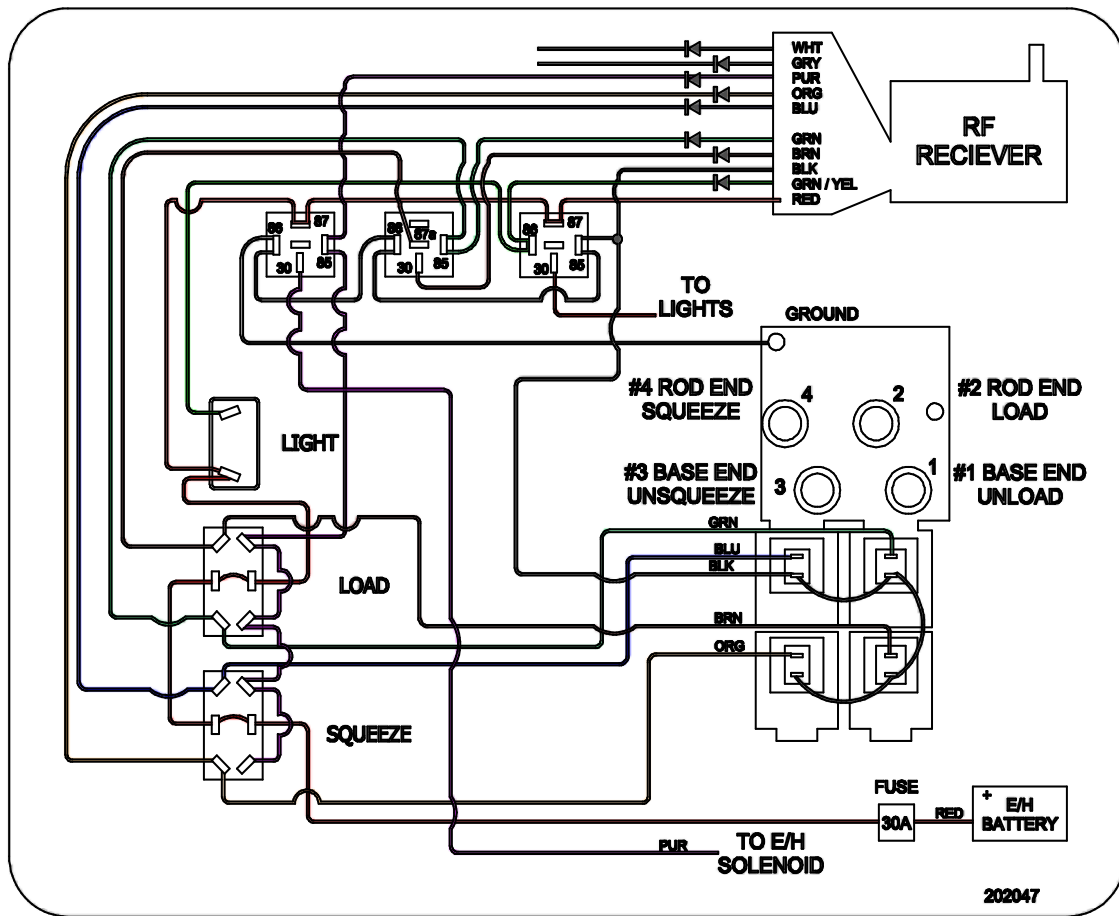 WHT
GRY
PUR
ORG
BLU
GRN
BRN
BLK
GRN / YEL
RED
RF
RECIEVER
86
87
30
85
86
87a
30
85
86
87
30
85
TO
LIGHTS
GROUND
#4 ROD END
SQUEEZE
4
2
#2 ROD END
LOAD
LIGHT
#3 BASE END
UNSQUEEZE
3
1
#1 BASE END
UNLOAD
GRN
BLU
BLK
LOAD
BRN
ORG
SQUEEZE
FUSE
30A
RED
+
E/H
BATTERY
PUR
TO E/H
SOLENOID
202047